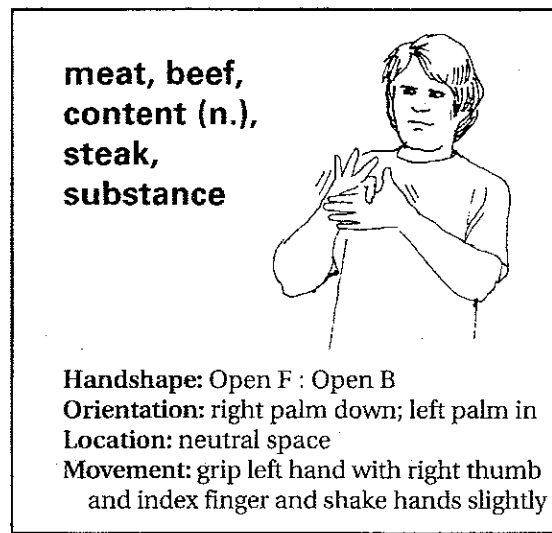 meat, beef,
content (n.),
steak,
substance
Handshape: Open F : Open B
Orientation: right palm down; left palm in
Location: neutral space
Movement: grip left hand with right thumb
and index finger and shake hands slightly